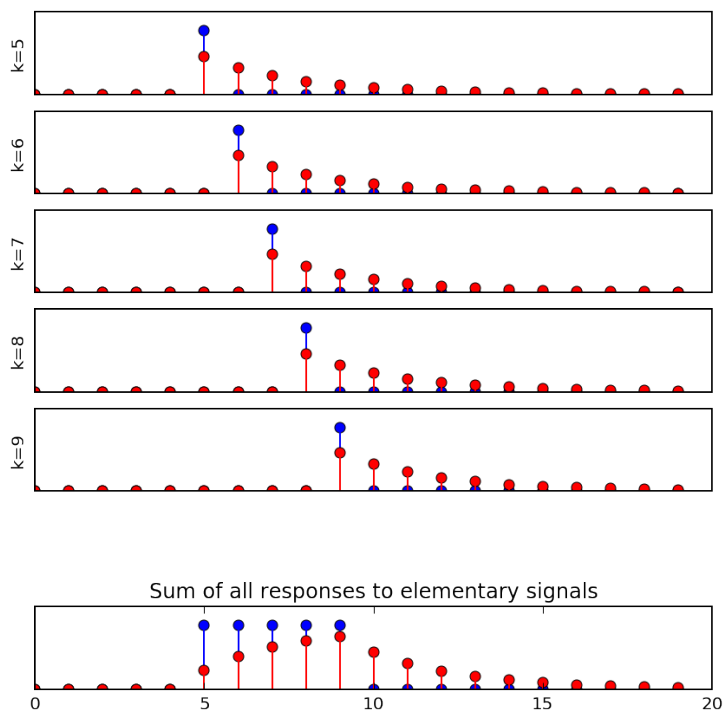 k=5
k=6
k=7
k=8
k=9
Sum of all responses to elementary signals
0 5 10 15 20